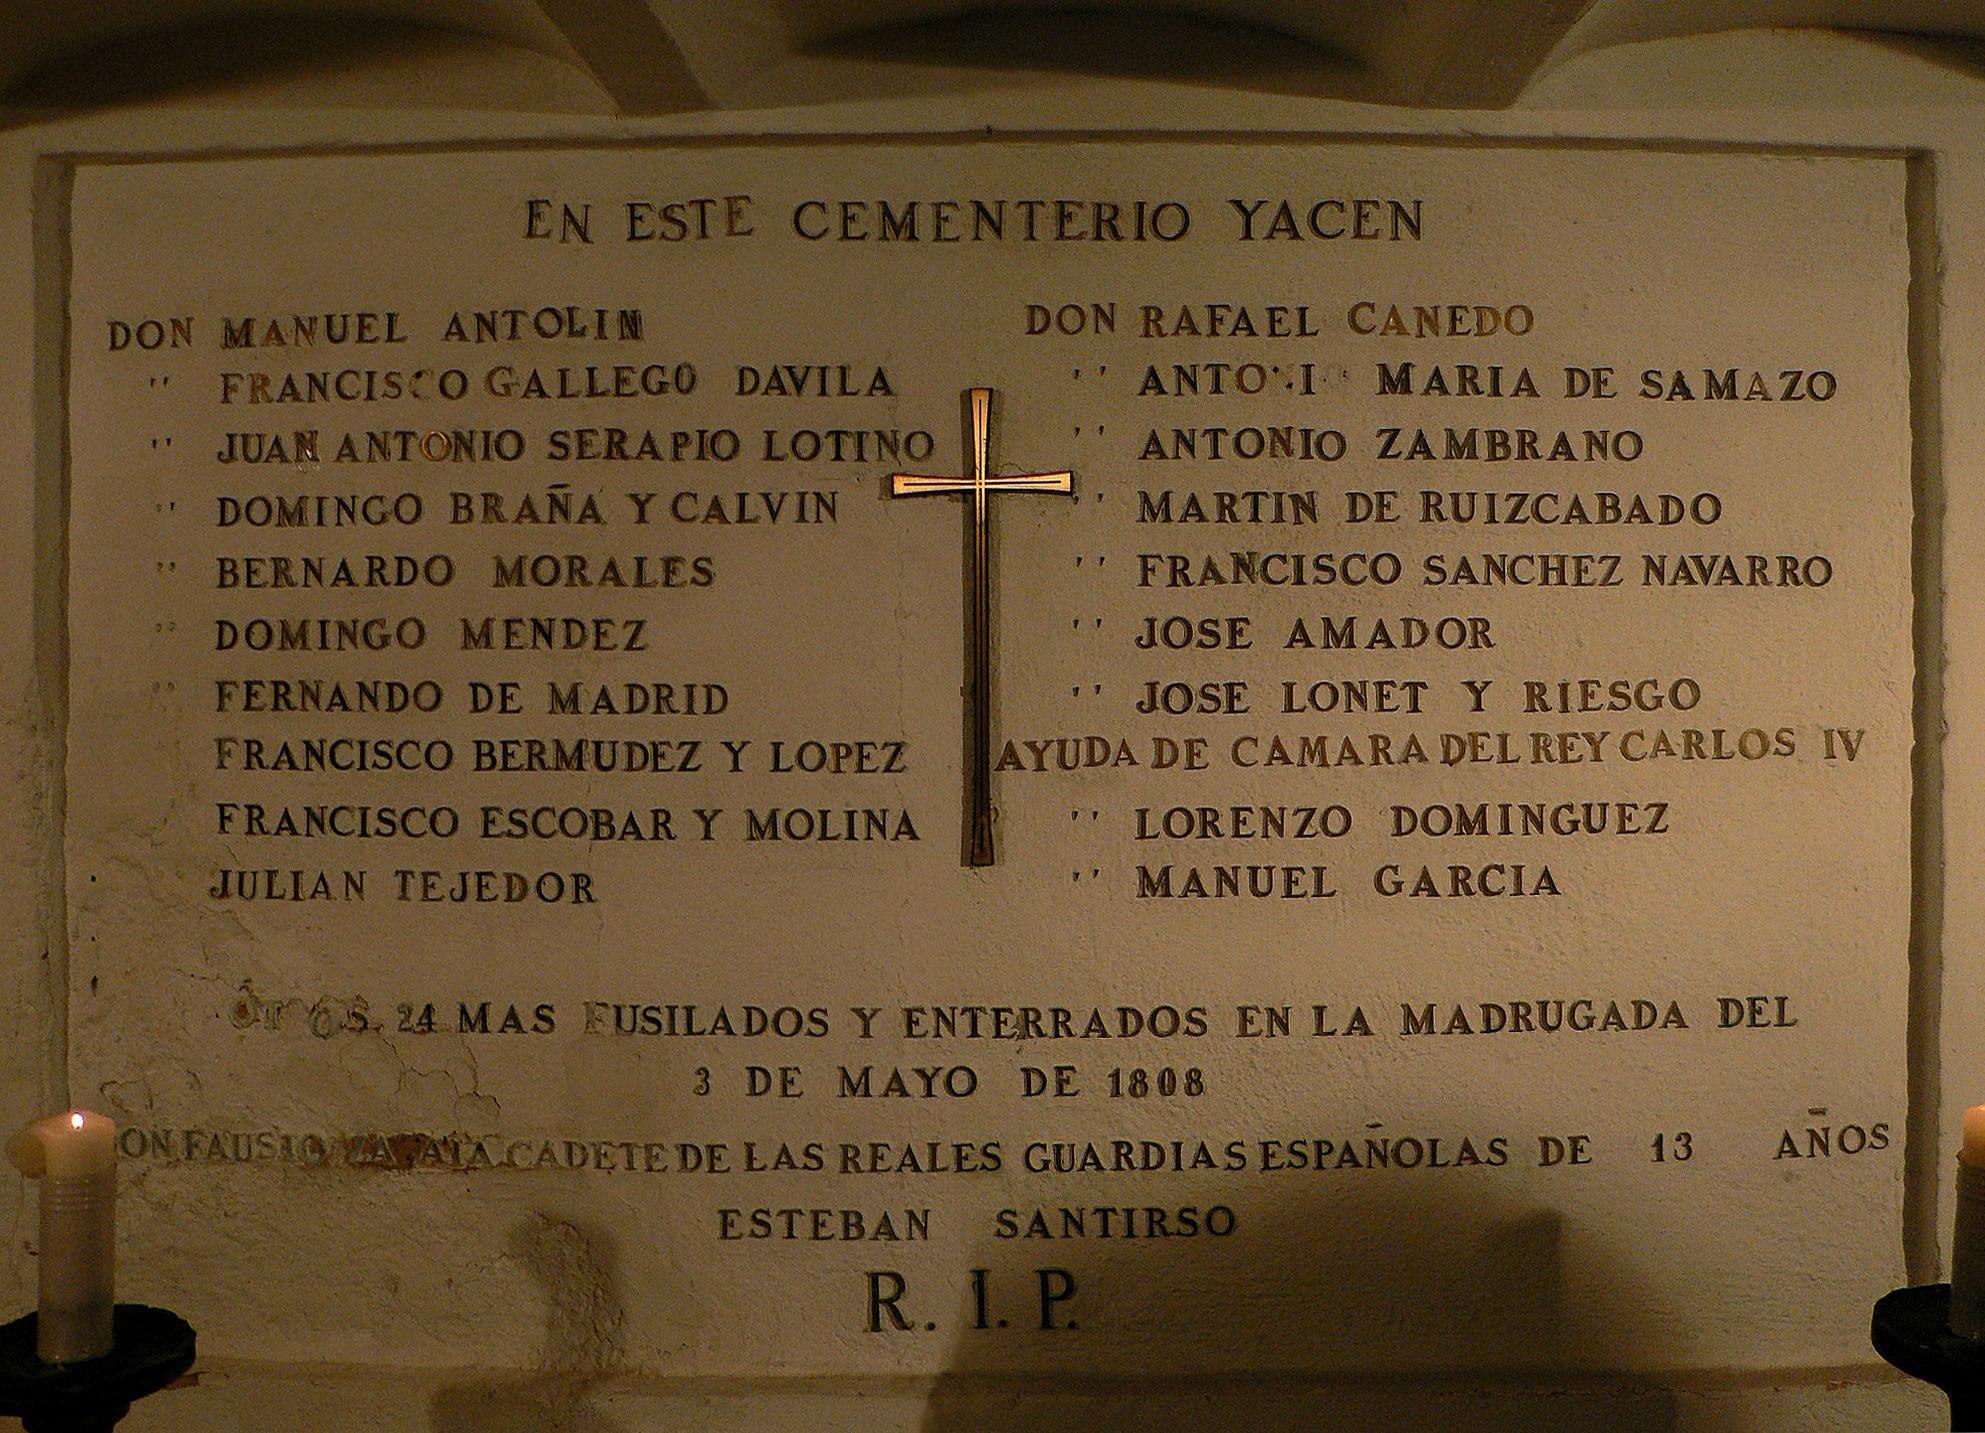 EN ESTE CEMENTERIO YACEN
DON MANUEL ANTOLIN
'' FRANCISCO GALLEGO DAVILA
'' JUAN ANTONIO SERAPIO LOTINO
'' DOMINGO BRAÑA Y CALVIN
'' BERNARDO MORALES
'' DOMINGO MENDEZ
'' FERNANDO DE MADRID
FRANCISCO BERMUDEZ Y LOPEZ
FRANCISCO ESCOBAR Y MOLINA
JULIAN TEJEDOR
DON RAFAEL CANEDO
'' MARIA DE SAMAZO
'' ANTONIO ZAMBRANO
'' MARTIN DE RUIZCABADO
'' FRANCISCO SANCHEZ NAVARRO
'' JOSE AMADOR
'' JOSE LONET Y RIESGO
AYUDA DE CAMARA DEL REY CARLOS IV
'' LORENZO DOMINGUEZ
'' MANUEL GARCIA
24 MAS FUSILADOS Y ENTERRADOS EN LA MADRUGADA DEL
3 DE MAYO DE 1808
FAUSTO CADETE DE LAS REALES GUARDIAS ESPAÑOLAS DE 13 AÑOS
ESTEBAN SANTIRSO
R. I. P.